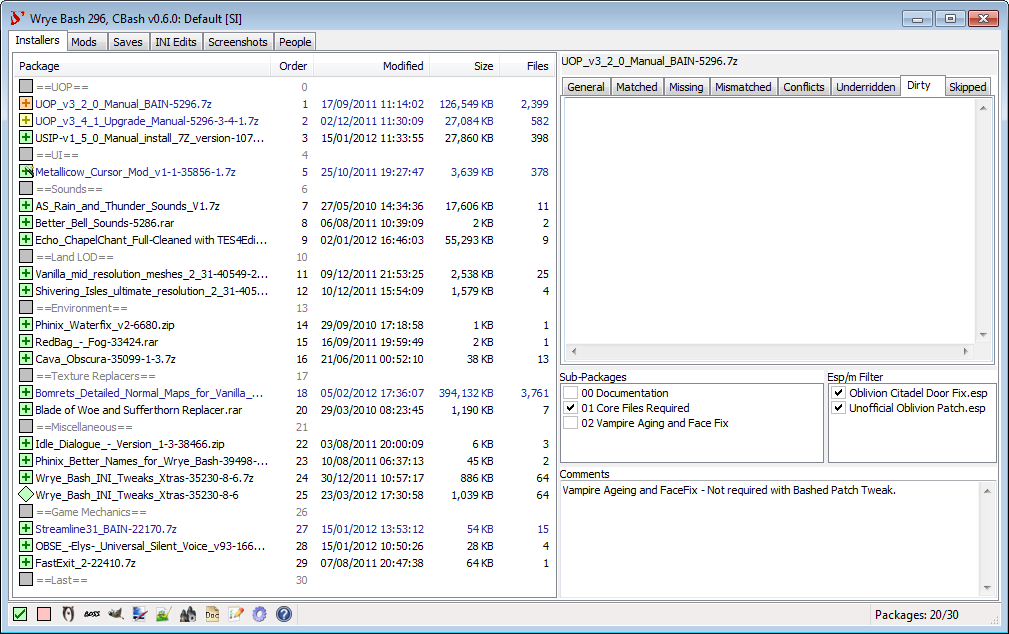 Wrye Bash 296, CBash v0.6.0: Default [SI]
Installers Mods Saves INI Edits Screenshots People
Package Order Modified Size Files
==UOP== 0
UOP_v3_2_0_Manual_BAIN-5296.7z 1 17/09/2011 11:14:02 126,549 KB 2,399
UOP_v3_4_1_Upgrade_Manual-5296-3-4-1.7z 2 02/12/2011 11:30:09 27,084 KB 582
USIP-v1_5_0_Manual_install_7Z_version-107... 3 15/01/2012 11:33:55 27,860 KB 398
==UI== 4
Metallicow_Cursor_Mod_v1-1-35856-1.7z 5 25/10/2011 19:27:47 3,639 KB 378
==Sounds== 6
AS_Rain_and_Thunder_Sounds_V1.7z 7 27/05/2010 14:34:36 17,606 KB 11
Better_Bell_Sounds-5286.rar 8 06/08/2011 10:39:09 2 KB 2
Echo_ChapelChant_Full-Cleaned with TES4Edi... 9 02/01/2012 16:46:03 55,293 KB 9
==Land LOD== 10
Vanilla_mid_resolution_meshes_2_31-40549-2... 11 09/12/2011 21:53:25 2,538 KB 25
Shivering_Isles_ultimate_resolution_2_31-405... 12 10/12/2011 15:54:09 1,579 KB 4
==Environment== 13
Phinix_Waterfix_v2-6680.zip 14 29/09/2010 17:18:58 1 KB 1
RedBag_-_Fog-33424.rar 15 16/09/2011 19:59:49 2 KB 1
Cava_Obscura-35099-1-3.7z 16 21/06/2011 00:52:10 38 KB 13
==Texture Replacers== 17
Bomrets_Detailed_Normal_Maps_for_Vanilla_... 18 05/02/2012 17:36:07 394,132 KB 3,761
Blade of Woe and Sufferthorn Replacer.rar 20 29/03/2010 08:23:45 1,190 KB 7
==Miscellaneous== 21
Idle_Dialogue_-_Version_1-3-38466.zip 22 03/08/2011 20:00:09 6 KB 3
Phinix_Better_Names_for_Wrye_Bash-39498-... 23 10/08/2011 06:37:13 45 KB 2
Wrye_Bash_INI_Tweaks_Xtras-35230-8-6.7z 24 30/12/2011 10:57:17 886 KB 64
Wrye_Bash_INI_Tweaks_Xtras-35230-8-6 25 23/03/2012 17:30:58 1,039 KB 64
==Game Mechanics== 26
Streamline31_BAIN-22170.7z 27 15/01/2012 13:53:12 54 KB 15
OBSE_-Elys-_Universal_Silent_Voice_v93-166... 28 15/01/2012 10:50:26 28 KB 4
FastExit_2-22410.7z 29 07/08/2011 20:47:38 64 KB 1
==Last== 30
UOP_v3_2_0_Manual_BAIN-5296.7z
General Matched Missing Mismatched Conflicts Underridden Dirty Skipped
Sub-Packages
00 Documentation
01 Core Files Required
02 Vampire Aging and Face Fix
Esp/m Filter
Oblivion Citadel Door Fix.esp
Unofficial Oblivion Patch.esp
Comments
Vampire Ageing and FaceFix - Not required with Bashed Patch Tweak.
BOSS Doc
Packages: 20/30